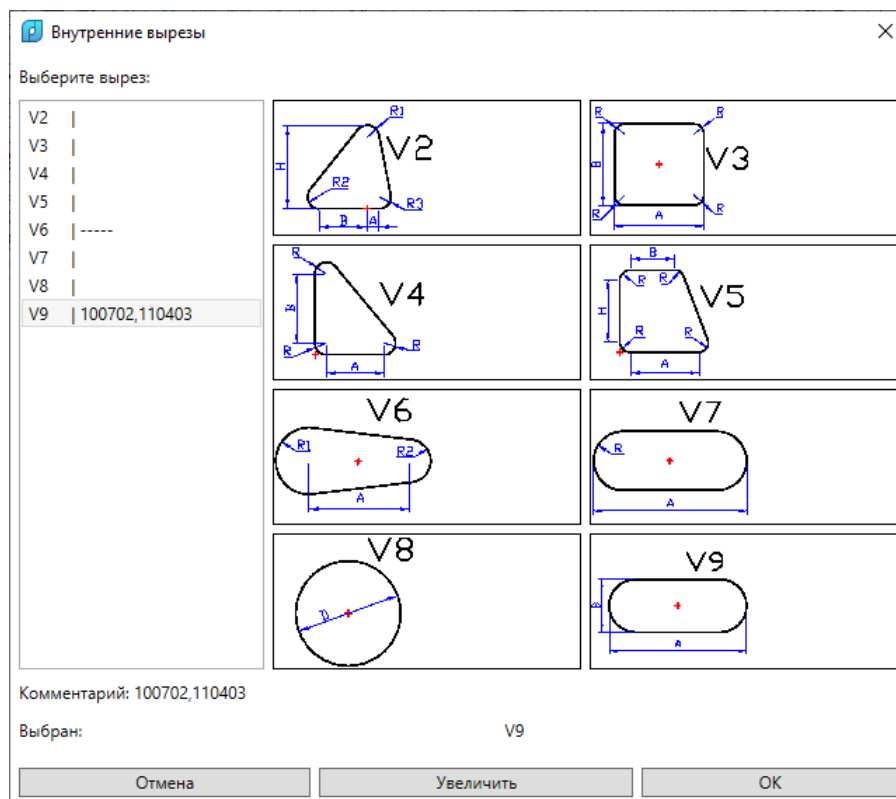 Внутренние вырезы
Выберите вырез:
V2 |
V3 |
V4 |
V5 |
V6 | -----
V7 |
V8 |
V9 | 100702,110403
R1
V2
H
R2
R3
B A
R R
V3
B
R R
A
R
V4
B
R R
A
B
R R
V5
H
R R
A
V6
R1
R2
A
V7
R
A
V8
D
V9
B
A
Комментарий: 100702,110403
Выбран: V9
Отмена Увеличить OK